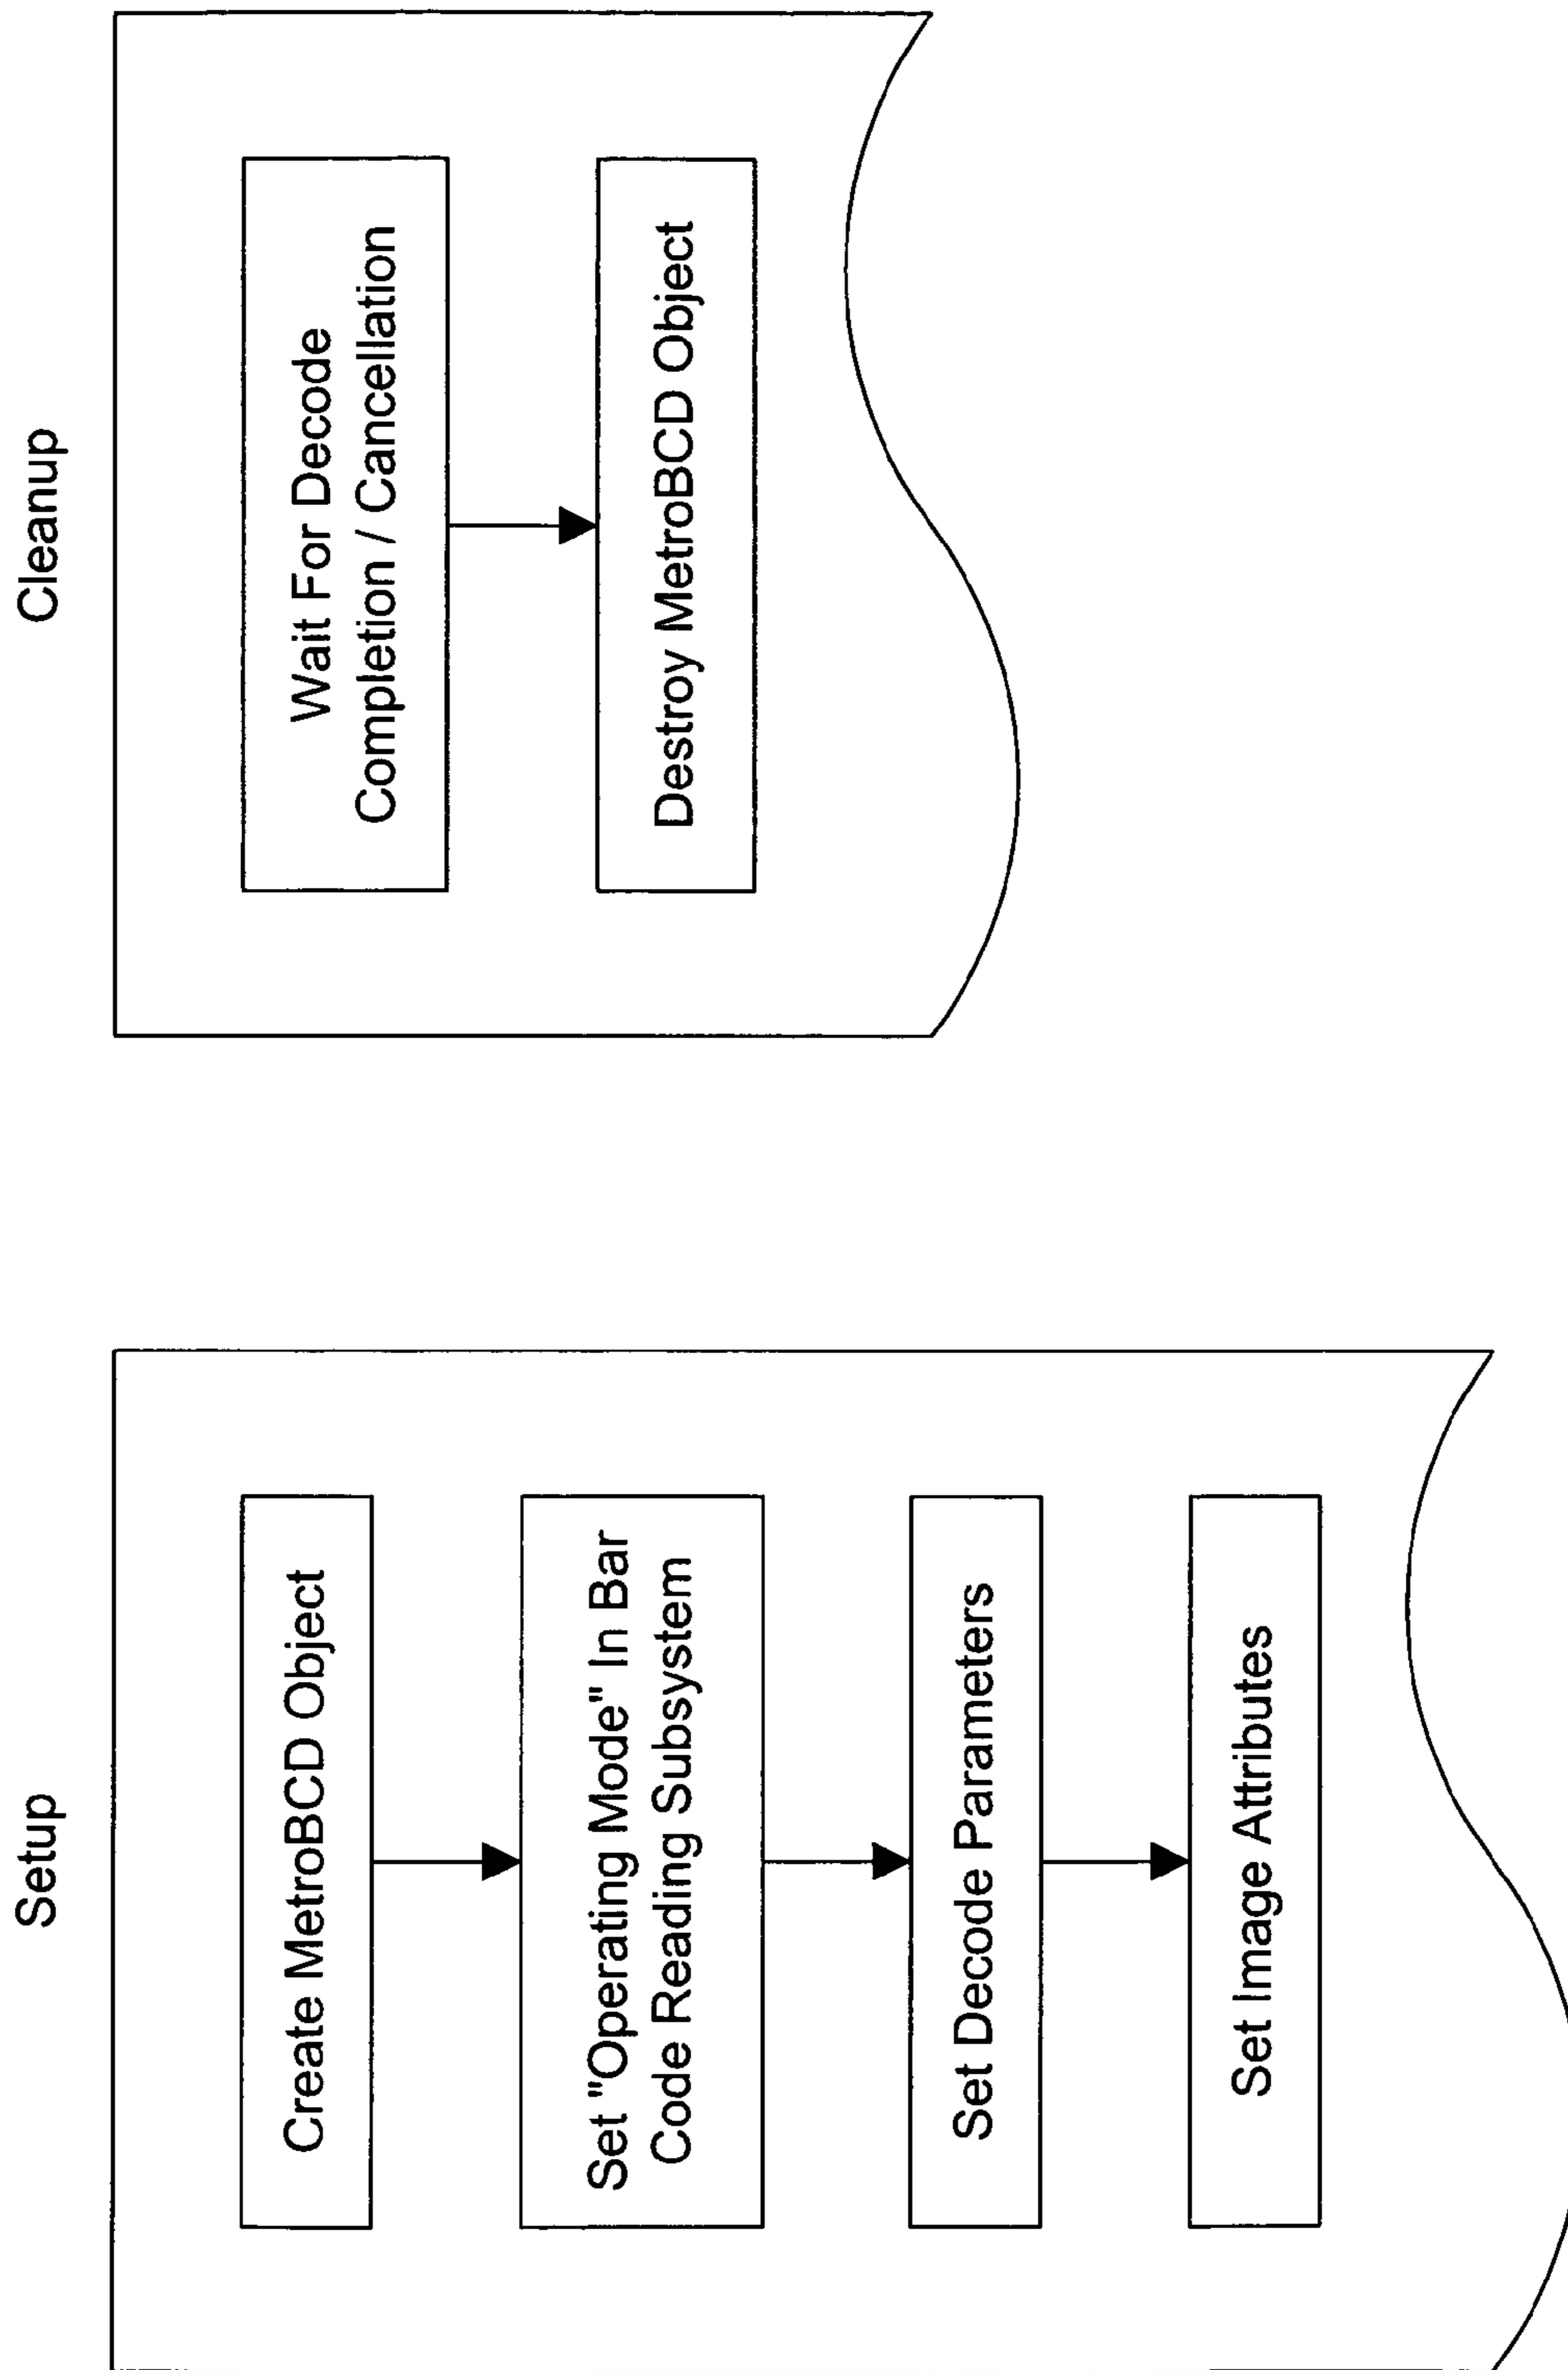 Setup
Create MetroBCD Object
Set "Operating Mode" In Bar
Code Reading Subsystem
Set Decode Parameters
Set Image Attributes
Cleanup
Wait For Decode
Completion / Cancellation
Destroy MetroBCD Object